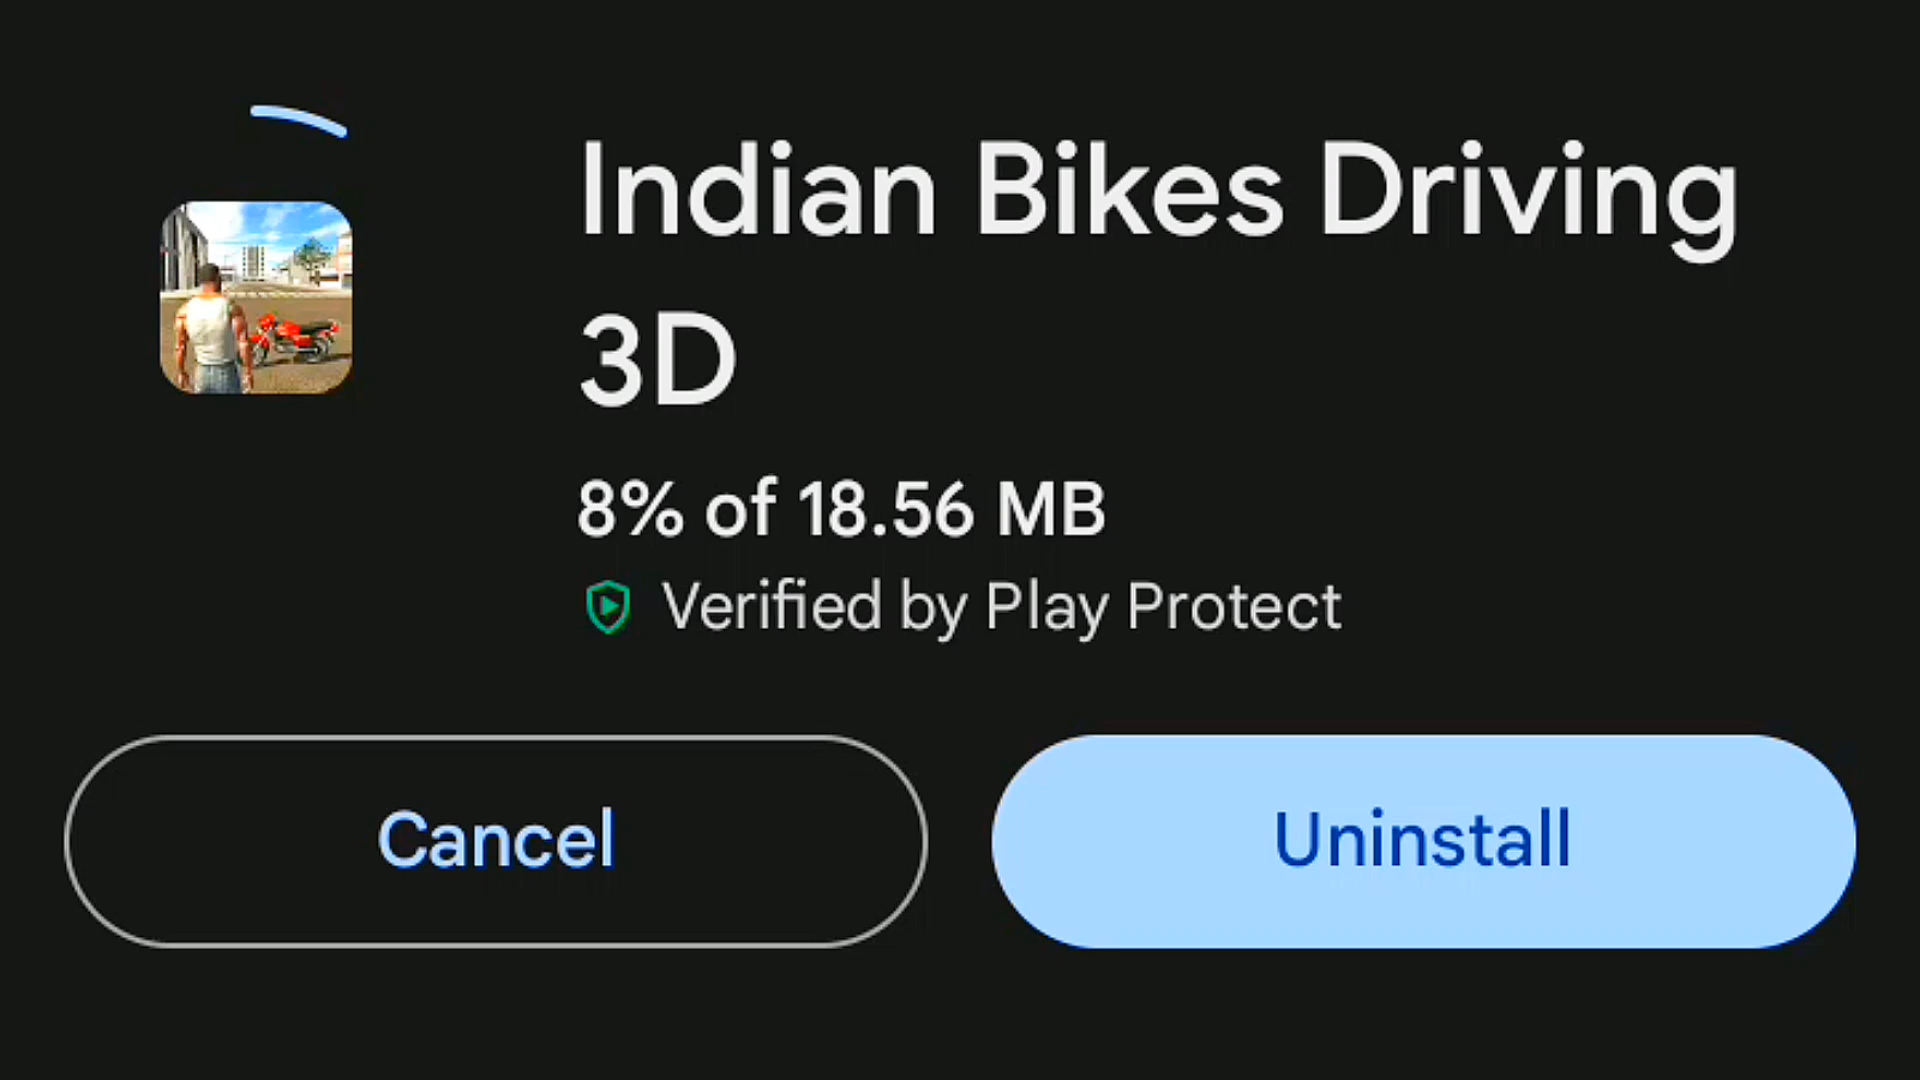 Indian Bikes Driving
3D
8% of 18.56 MB
Verified by Play Protect
Cancel
Uninstall